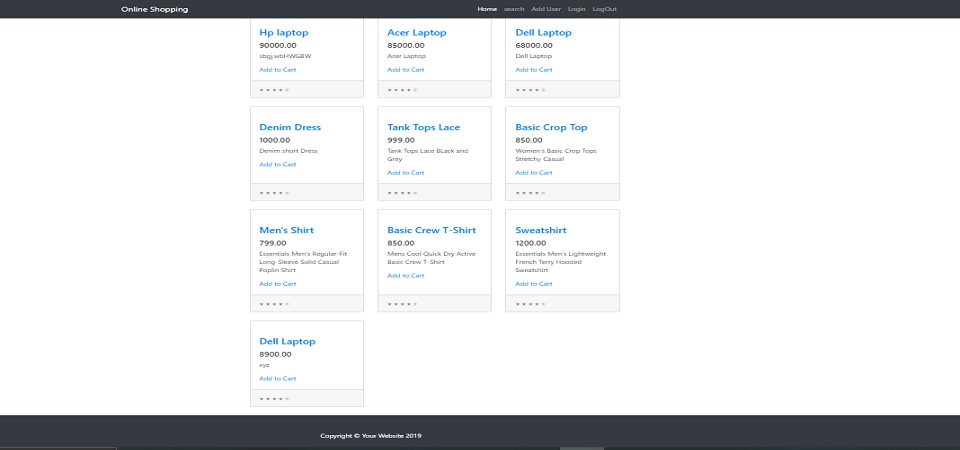 Online Shopping
Home search Add User Login LogOut
Hp laptop
90000.00
sbgj.wbHWGBW
Add to Cart
★ ★ ★ ★ ☆
Acer Laptop
85000.00
Acer Laptop
Add to Cart
★ ★ ★ ★ ☆
Dell Laptop
68000.00
Dell Laptop
Add to Cart
★ ★ ★ ★ ☆
Denim Dress
1000.00
Denim short Dress
Add to Cart
★ ★ ★ ★ ☆
Tank Tops Lace
999.00
Tank Tops Lace BLack and
Grey
Add to Cart
★ ★ ★ ★ ☆
Basic Crop Top
850.00
Women's Basic Crop Tops
Stretchy Casual
Add to Cart
★ ★ ★ ★ ☆
Men's Shirt
799.00
Essentials Men's Regular-Fit
Long-Sleeve Solid Casual
Poplin Shirt
Add to Cart
★ ★ ★ ★ ☆
Basic Crew T-Shirt
850.00
Mens Cool Quick Dry Active
Basic Crew T-Shirt
Add to Cart
★ ★ ★ ★ ☆
Sweatshirt
1200.00
Essentials Men's Lightweight
French Terry Hooded
Sweatshirt
Add to Cart
★ ★ ★ ★ ☆
Dell Laptop
8900.00
xyz
Add to Cart
★ ★ ★ ★ ☆
Copyright © Your Website 2019